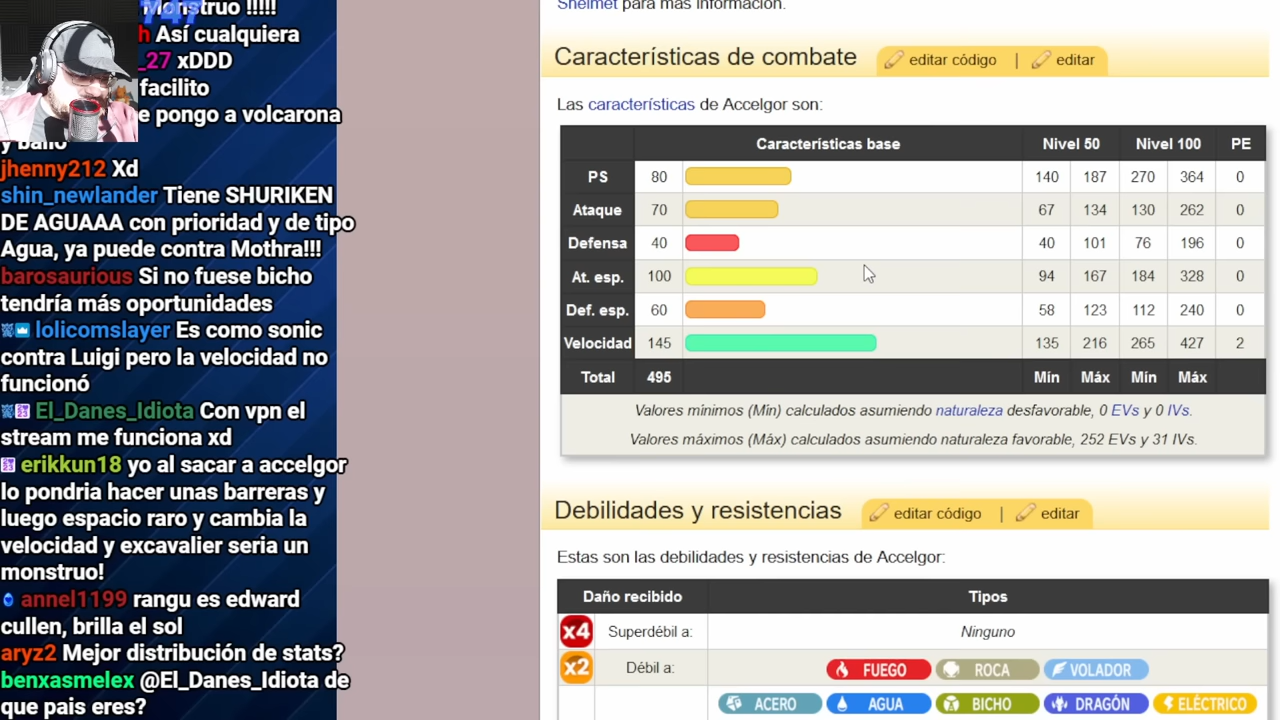 Monstruo !!!!!
h Así cualquiera
_27 xDDD
facilito
e pongo a volcarona
y bailo
jhenny212 Xd
shin_newlander Tiene SHURIKEN
DE AGUAAA con prioridad y de tipo
Agua, ya puede contra Mothra!!!
barosaurious Si no fuese bicho
tendría más oportunidades
lolicomslayer Es como sonic
contra Luigi pero la velocidad no
funcionó
El_Danes_Idiota Con vpn el
stream me funciona xd
erikkun18 yo al sacar a accelgor
lo pondria hacer unas barreras y
luego espacio raro y cambia la
velocidad y excavalier seria un
monstruo!
annel1199 rangu es edward
cullen, brilla el sol
aryz2 Mejor distribución de stats?
benxasmelex @El_Danes_Idiota de
que pais eres?
Shelmet para más información.
Características de combate editar código | editar
Las características de Accelgor son:
Características base Nivel 50 Nivel 100 PE
PS 80 140 187 270 364 0
Ataque 70 67 134 130 262 0
Defensa 40 40 101 76 196 0
At. esp. 100 94 167 184 328 0
Def. esp. 60 58 123 112 240 0
Velocidad 145 135 216 265 427 2
Total 495 Mín Máx Mín Máx
Valores mínimos (Mín) calculados asumiendo naturaleza desfavorable, 0 EVs y 0 IVs.
Valores máximos (Máx) calculados asumiendo naturaleza favorable, 252 EVs y 31 IVs.
Debilidades y resistencias editar código | editar
Estas son las debilidades y resistencias de Accelgor:
Daño recibido Tipos
x4 Superdébil a: Ninguno
x2 Débil a: FUEGO ROCA VOLADOR
ACERO AGUA BICHO DRAGÓN ELÉCTRICO